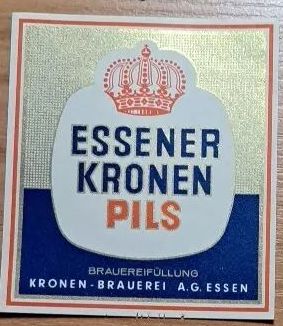 ESSENER
KRONEN
PILS
BRAUEREIFÜLLUNG
KRONEN-BRAUEREI A.G. ESSEN